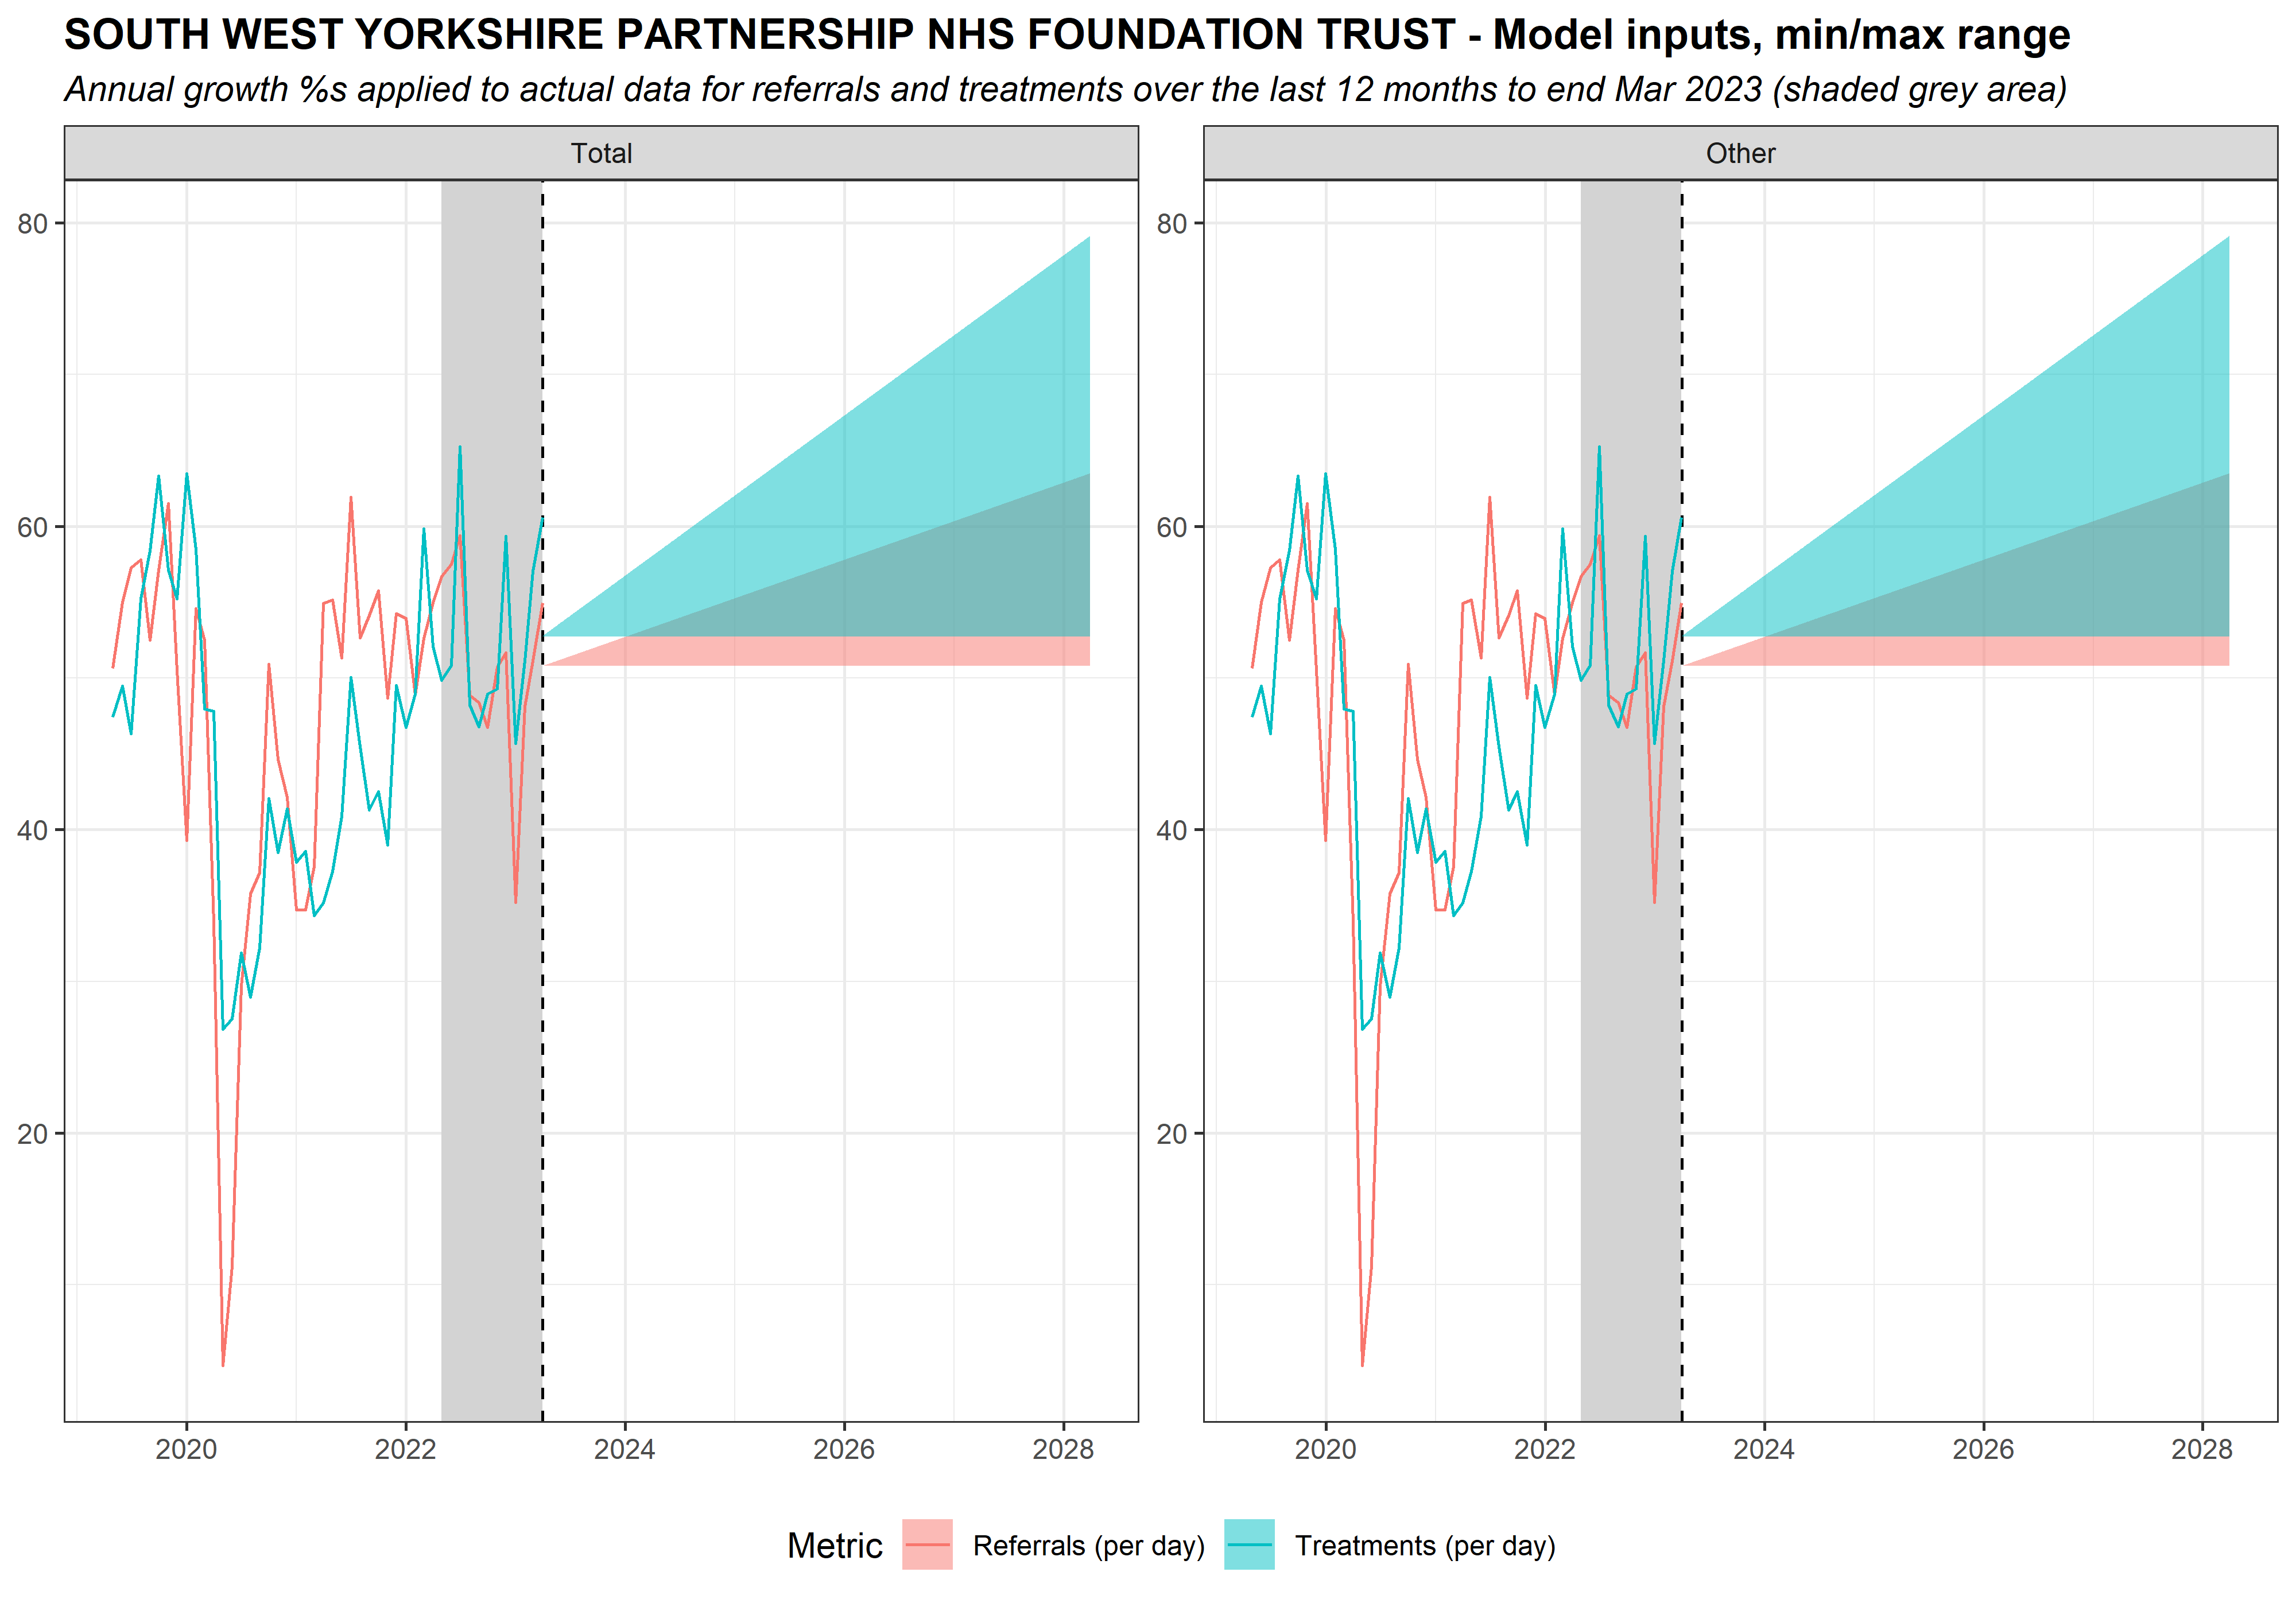 SOUTH WEST YORKSHIRE PARTNERSHIP NHS FOUNDATION TRUST - Model inputs, min/max range
Annual growth %s applied to actual data for referrals and treatments over the last 12 months to end Mar 2023 (shaded grey area)
Total
Other
80
60
40
20
80
60
40
20
2020 2022 2024 2026 2028
2020 2022 2024 2026 2028
Metric Referrals (per day) Treatments (per day)